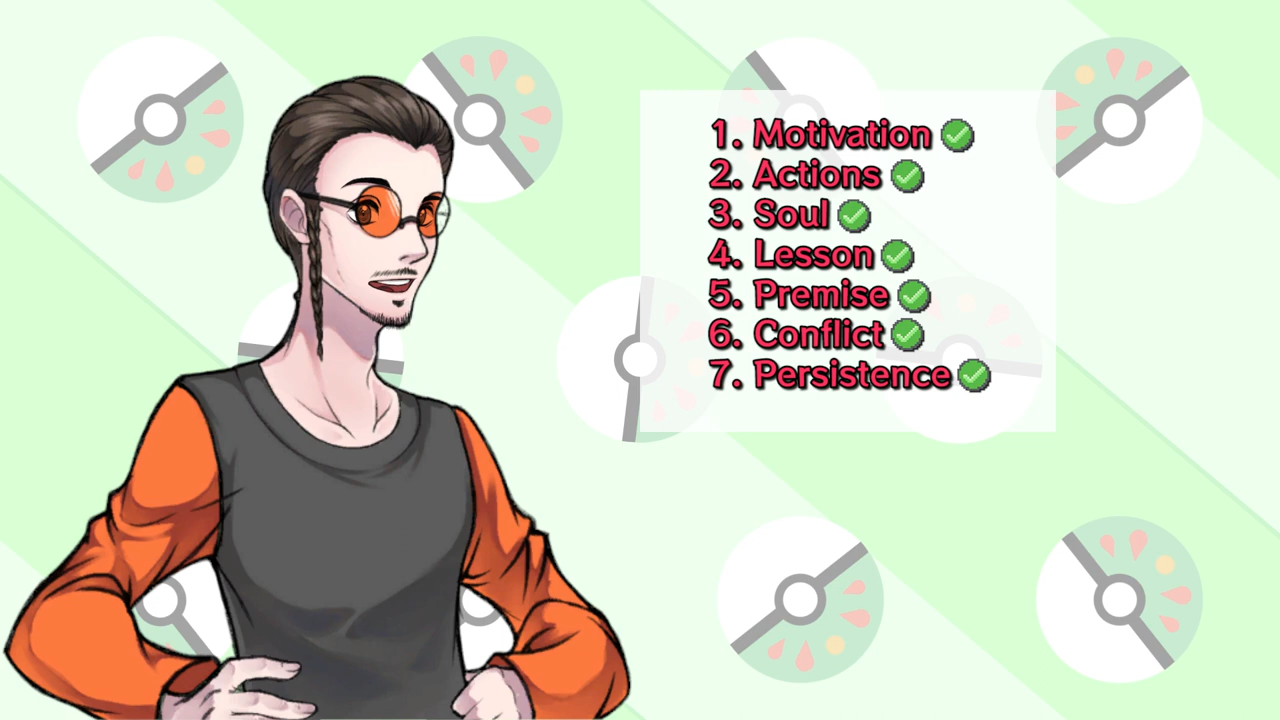 1. Motivation
2. Actions
3. Soul
4. Lesson
5. Premise
6. Conflict
7. Persistence